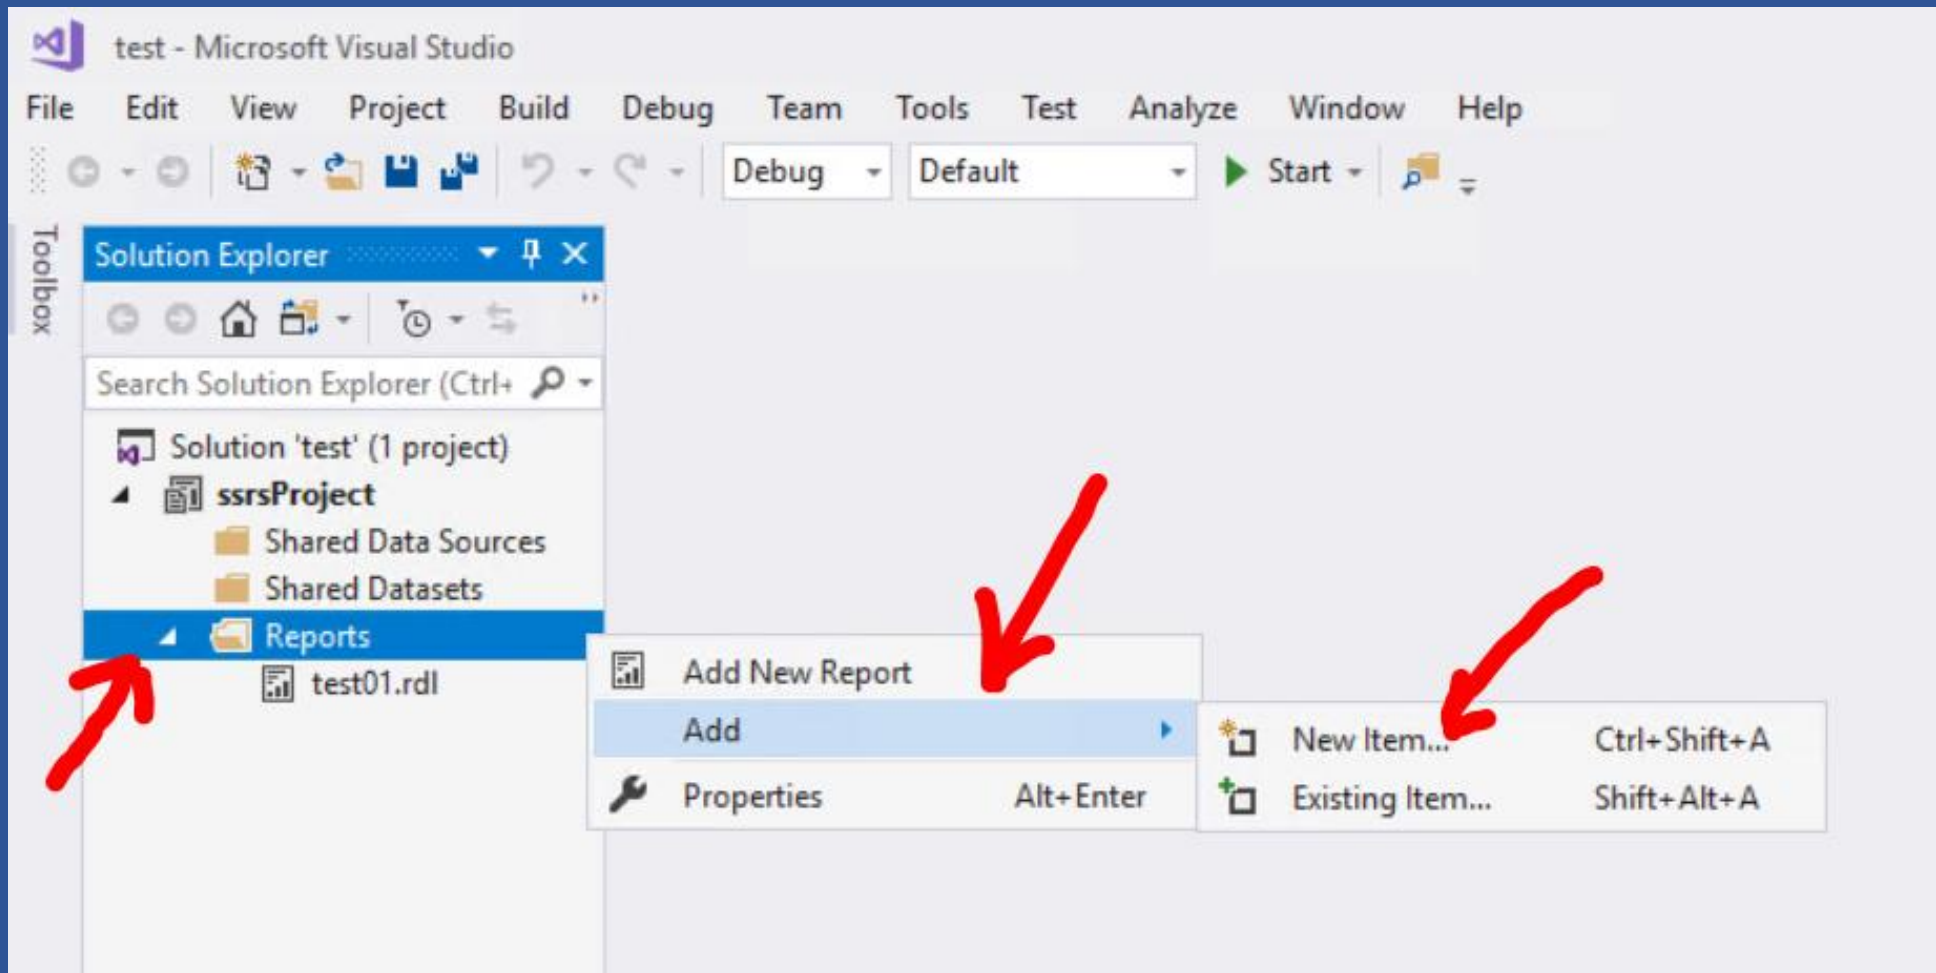 test - Microsoft Visual Studio
File Edit View Project Build Debug Team Tools Test Analyze Window Help
Debug Default Start
Toolbox
Solution Explorer
Search Solution Explorer (Ctrl+
Solution 'test' (1 project)
ssrsProject
Shared Data Sources
Shared Datasets
Reports
test01.rdl
Add New Report
Add
Properties Alt+Enter
New Item... Ctrl+Shift+A
Existing Item... Shift+Alt+A